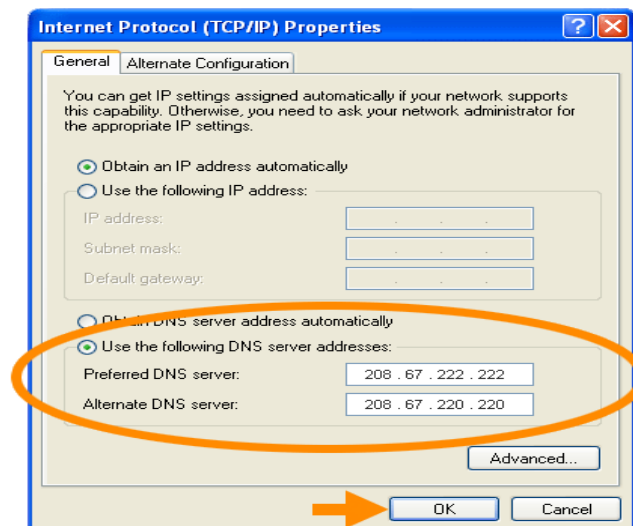 Internet Protocol (TCP/IP) Properties
General
Alternate Configuration
You can get IP settings assigned automatically if your network supports
this capability. Otherwise, you need to ask your network administrator for
the appropriate IP settings.
Obtain an IP address automatically
Use the following IP address:
IP address:
Subnet mask:
Default gateway:
Obtain DNS server address automatically
Use the following DNS server addresses:
Preferred DNS server: 208 . 67 . 222 . 222
Alternate DNS server: 208 . 67 . 220 . 220
Advanced...
OK Cancel